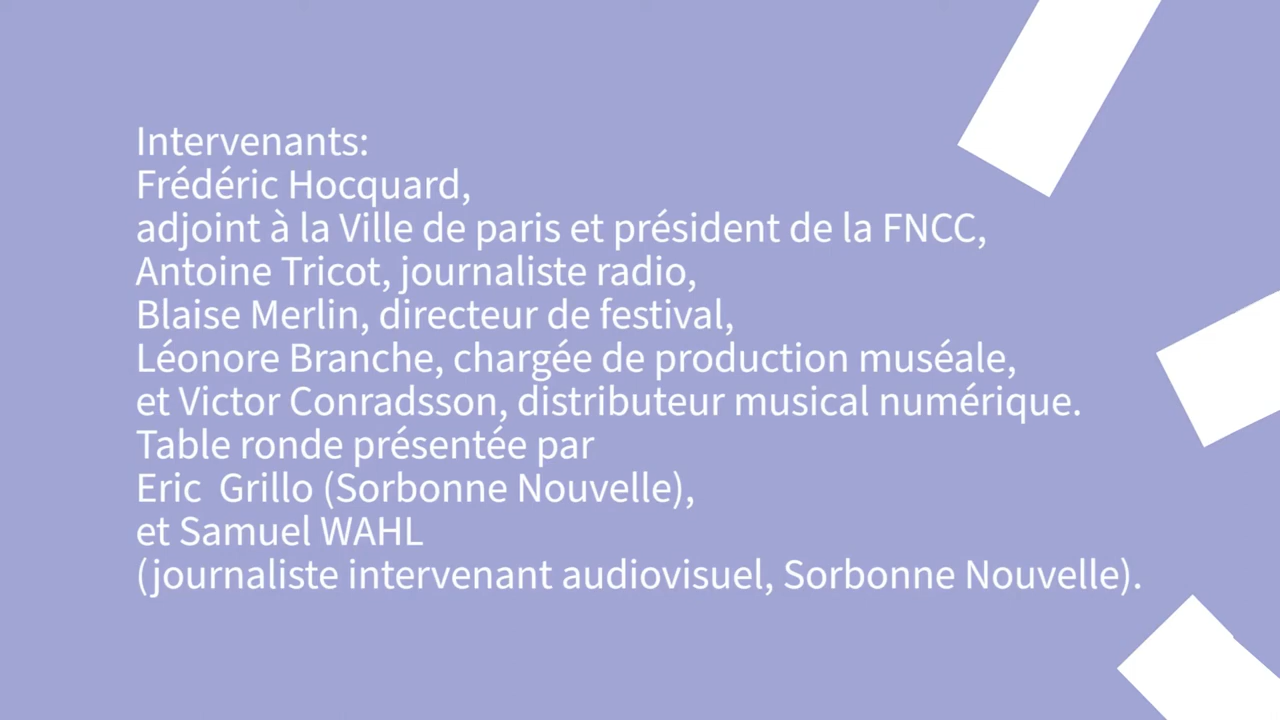 Intervenants:
Frédéric Hocquard,
adjoint à la Ville de paris et président de la FNCC,
Antoine Tricot, journaliste radio,
Blaise Merlin, directeur de festival,
Léonore Branche, chargée de production muséale,
et Victor Conradsson, distributeur musical numérique.
Table ronde présentée par
Eric  Grillo (Sorbonne Nouvelle),
et Samuel WAHL
(journaliste intervenant audiovisuel, Sorbonne Nouvelle).